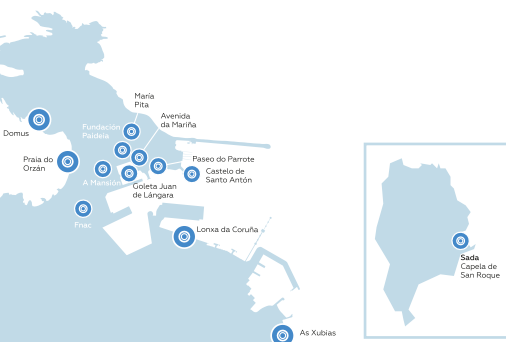 María
Pita
Avenida
da Mariña
Fundación
Paideia
Domus
Praia do
Orzán
Paseo do Parrote
Castelo de
Santo Antón
A Mansión
Goleta Juan
de Lángara
Fnac
Lonxa da Coruña
Sada
Capela de
San Roque
As Xubias